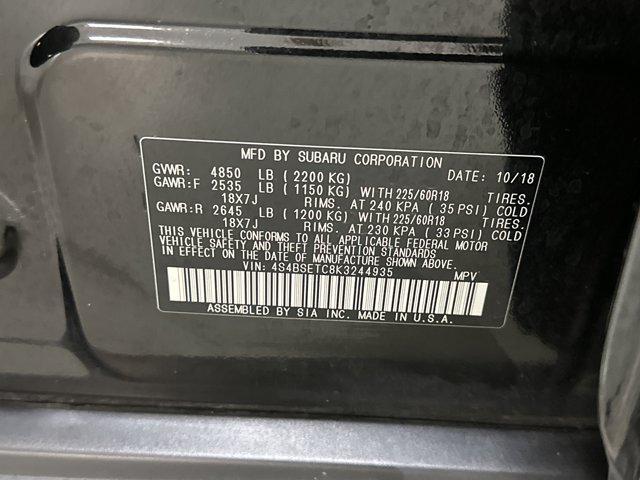 MFD BY SUBARU CORPORATION DATE: 10/18
GVWR: 4850 LB ( 2200 KG)
GAWR:F 2535 LB ( 1150 KG) WITH 225/60R18 TIRES.
18X7J RIMS. AT 240 KPA ( 35 PSI) COLD
GAWR:R 2645 LB ( 1200 KG) WITH 225/60R18 TIRES.
18X7J RIMS. AT 230 KPA ( 33 PSI) COLD
THIS VEHICLE CONFORMS TO ALL APPLICABLE FEDERAL MOTOR
VEHICLE SAFETY AND THEFT PREVENTION STANDARDS
IN EFFECT ON THE DATE OF MANUFACTURE SHOWN ABOVE.
VIN: 4S4BSETC8K3244935 MPV
ASSEMBLED BY SIA INC. MADE IN U.S.A.